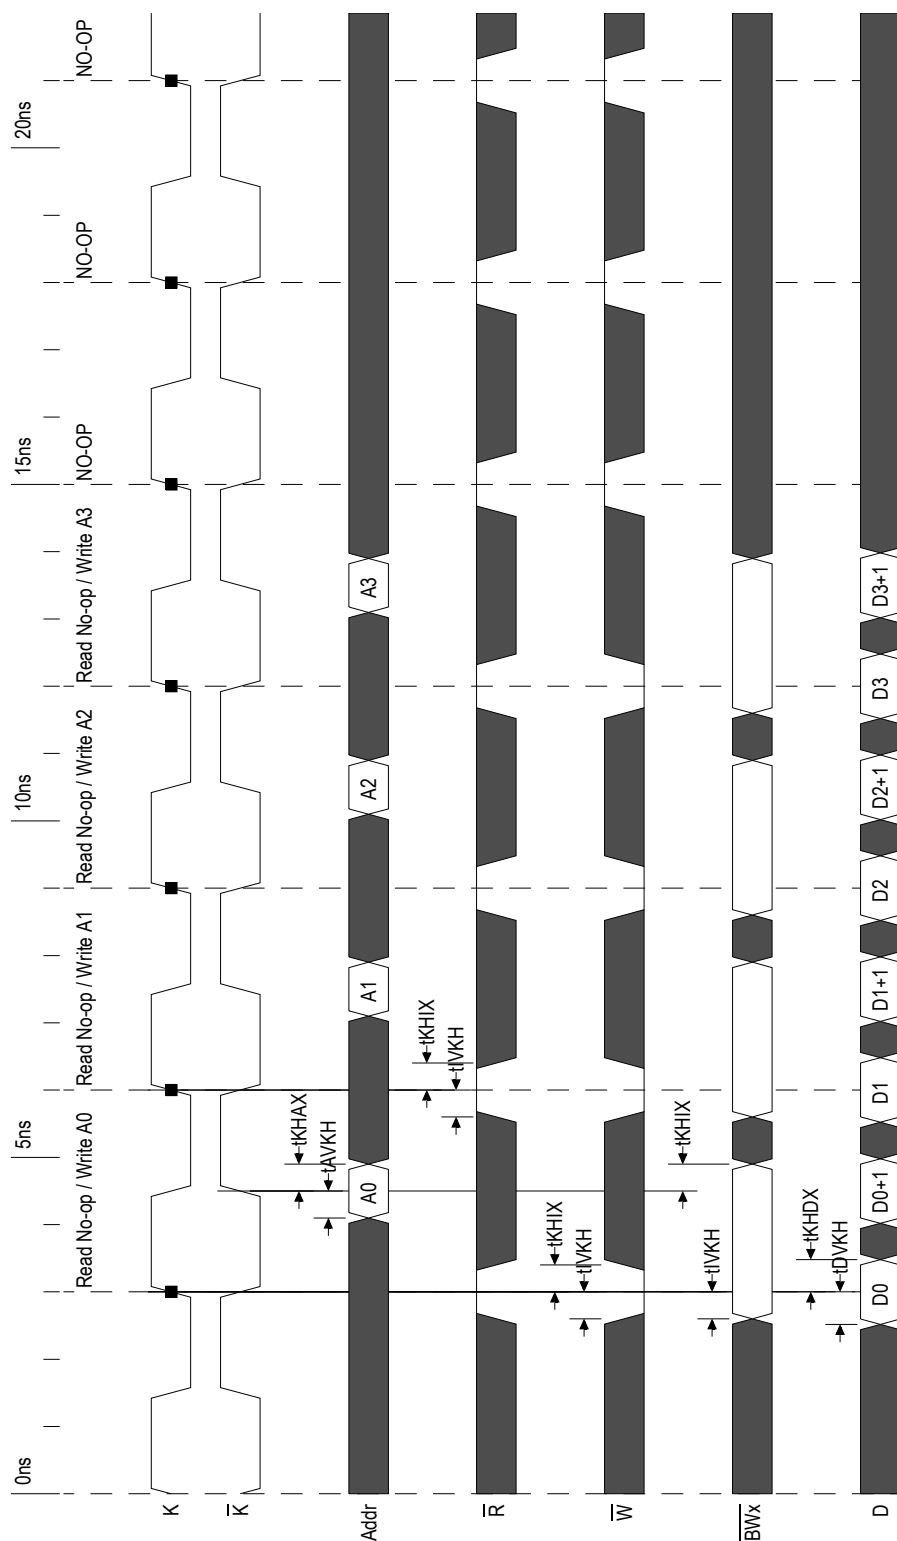 0ns 5ns 10ns 15ns 20ns
Read No-op / Write A0 Read No-op / Write A1 Read No-op / Write A2 Read No-op / Write A3 NO-OP NO-OP NO-OP
K
K̅
tKHAX
tAVKH
Addr A0 A1 A2 A3
tKHIX
tIVKH
R̅
tKHIX
tIVKH
W̅
tKHIX
tIVKH
B̅W̅x̅
tKHDX
tDVKH
D D0 D0+1 D1 D1+1 D2 D2+1 D3 D3+1